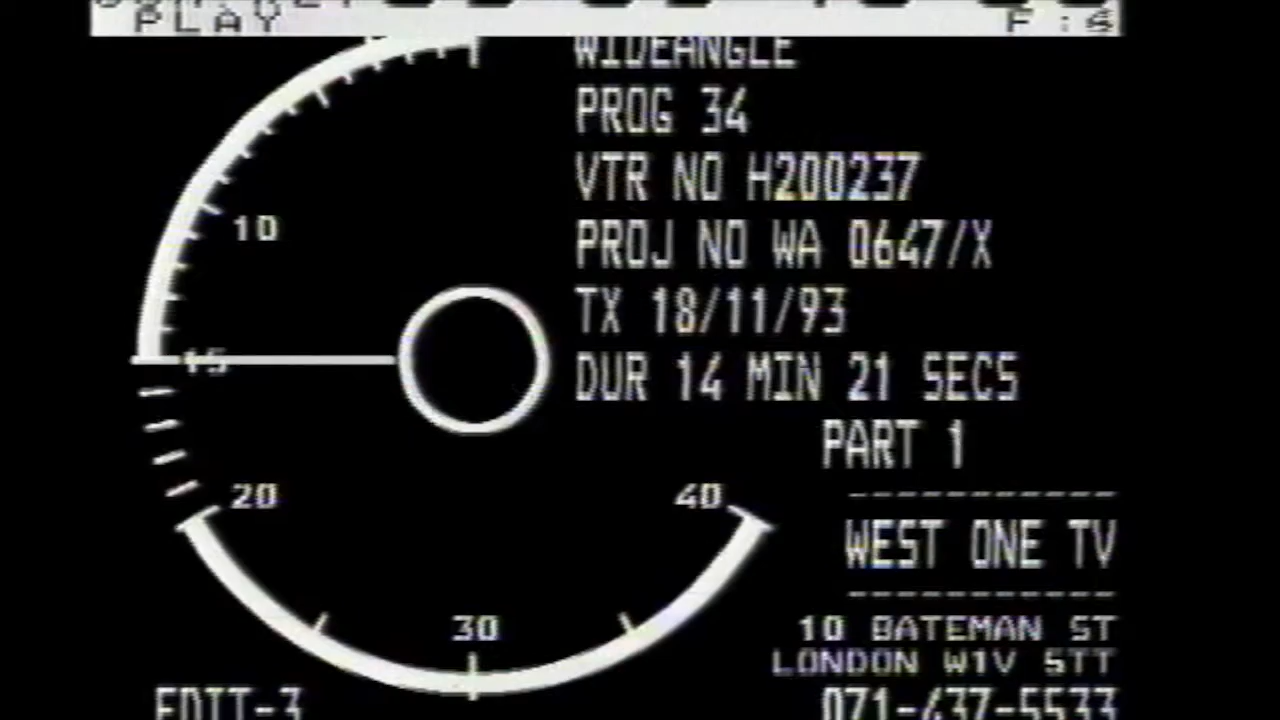 PLAY
F :6
WIDEANGLE
PROG 34
VTR NO H200237
PROJ NO WA 0647/X
TX 18/11/93
DUR 14 MIN 21 SECS
PART 1
WEST ONE TV
10 BATEMAN ST
LONDON W1V 5TT
071-437-5533
10
15
20
40
30
EDIT-3